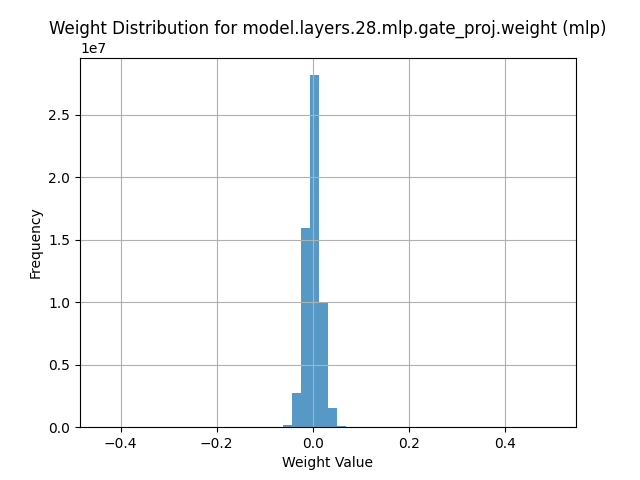 Weight Distribution for model.layers.28.mlp.gate_proj.weight (mlp)
1e7
2.5
2.0
1.5
1.0
0.5
0.0
Frequency
−0.4 −0.2 0.0 0.2 0.4
Weight Value